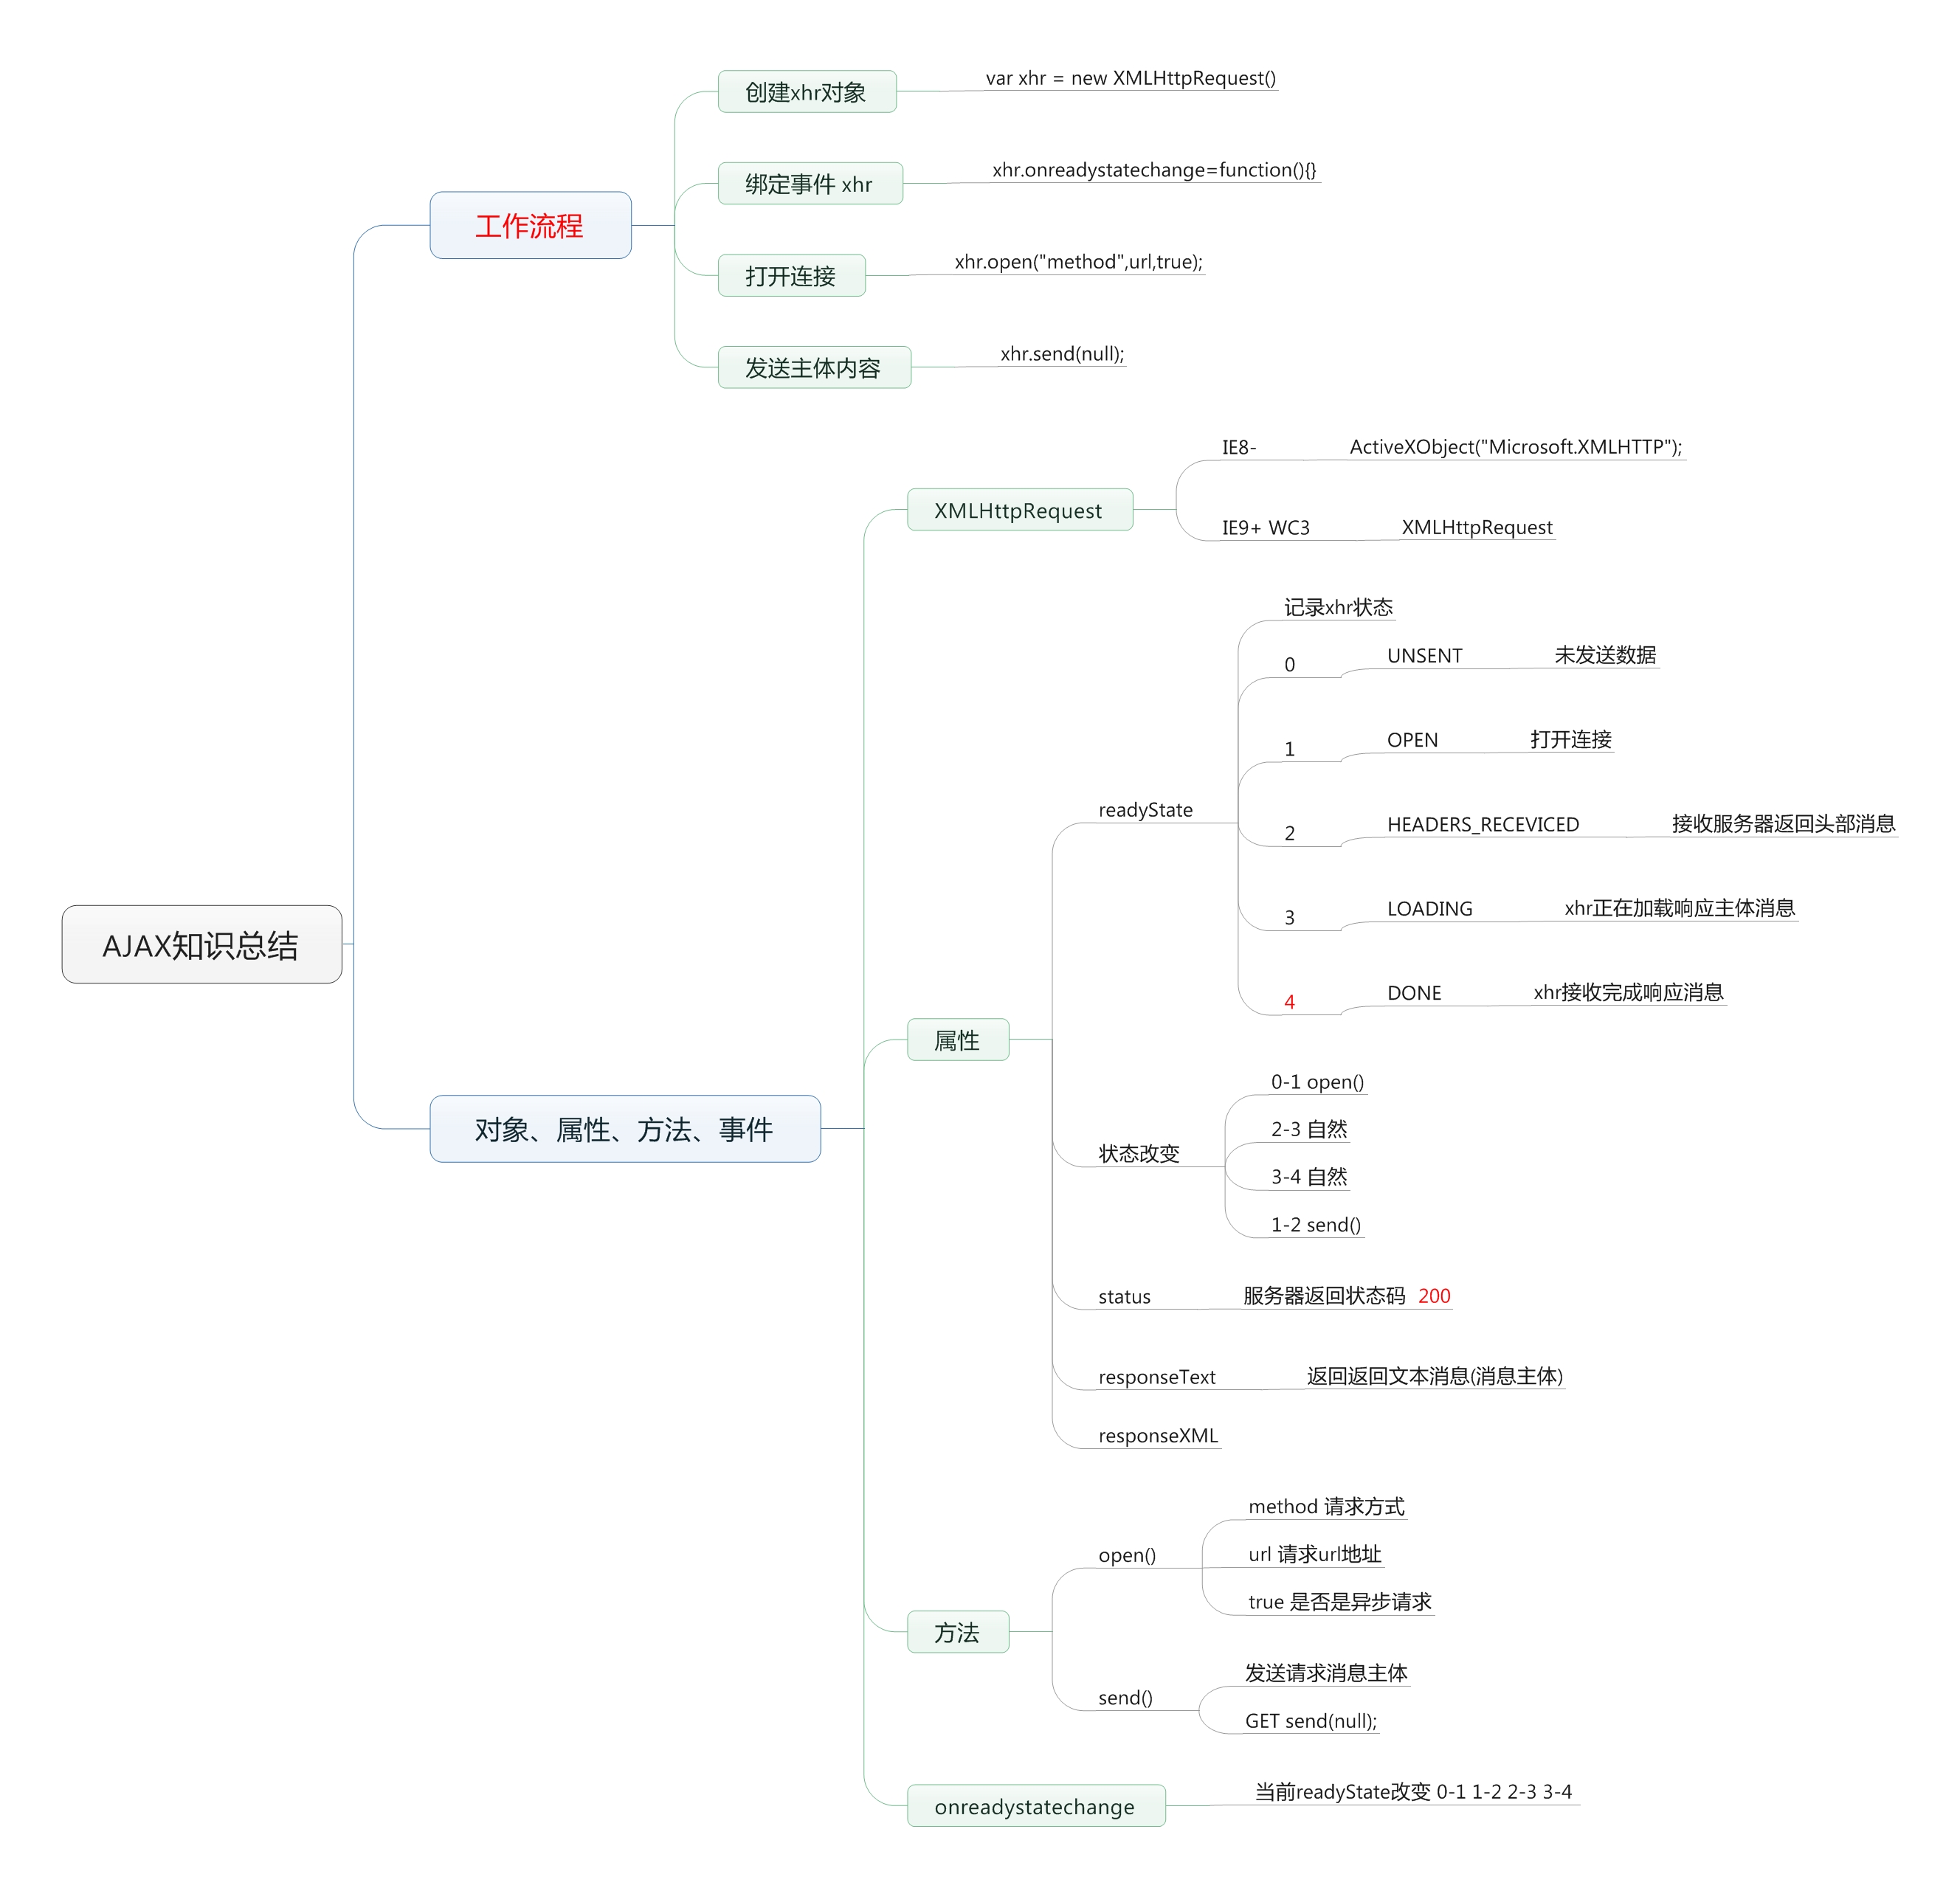 AJAX知识总结
工作流程
创建xhr对象
var xhr = new XMLHttpRequest()
绑定事件 xhr
xhr.onreadystatechange=function(){}
打开连接
xhr.open("method",url,true);
发送主体内容
xhr.send(null);
对象、属性、方法、事件
XMLHttpRequest
IE8-
ActiveXObject("Microsoft.XMLHTTP");
IE9+ WC3
XMLHttpRequest
属性
readyState
记录xhr状态
0
UNSENT
未发送数据
1
OPEN
打开连接
2
HEADERS_RECEVICED
接收服务器返回头部消息
3
LOADING
xhr正在加载响应主体消息
4
DONE
xhr接收完成响应消息
状态改变
0-1 open()
2-3 自然
3-4 自然
1-2 send()
status
服务器返回状态码 200
responseText
返回返回文本消息(消息主体)
responseXML
方法
open()
method 请求方式
url 请求url地址
true 是否是异步请求
send()
发送请求消息主体
GET send(null);
onreadystatechange
当前readyState改变 0-1 1-2 2-3 3-4